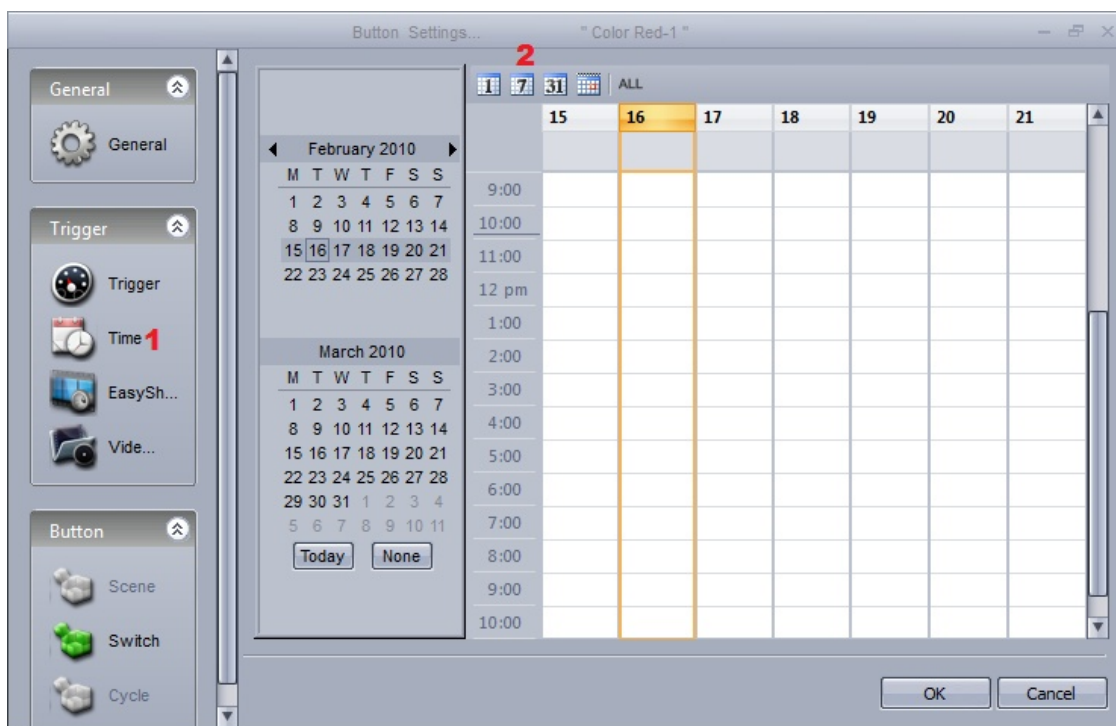 Button Settings... " Color Red-1 "
General
General
Trigger
Trigger
Time 1
EasySh...
Vide...
Button
Scene
Switch
Cycle
February 2010
M T W T F S S
1 2 3 4 5 6 7
8 9 10 11 12 13 14
15 16 17 18 19 20 21
22 23 24 25 26 27 28
March 2010
M T W T F S S
1 2 3 4 5 6 7
8 9 10 11 12 13 14
15 16 17 18 19 20 21
22 23 24 25 26 27 28
29 30 31 1 2 3 4
5 6 7 8 9 10 11
Today None
2
1 7 31 ALL
15 16 17 18 19 20 21
9:00
10:00
11:00
12 pm
1:00
2:00
3:00
4:00
5:00
6:00
7:00
8:00
9:00
10:00
OK Cancel